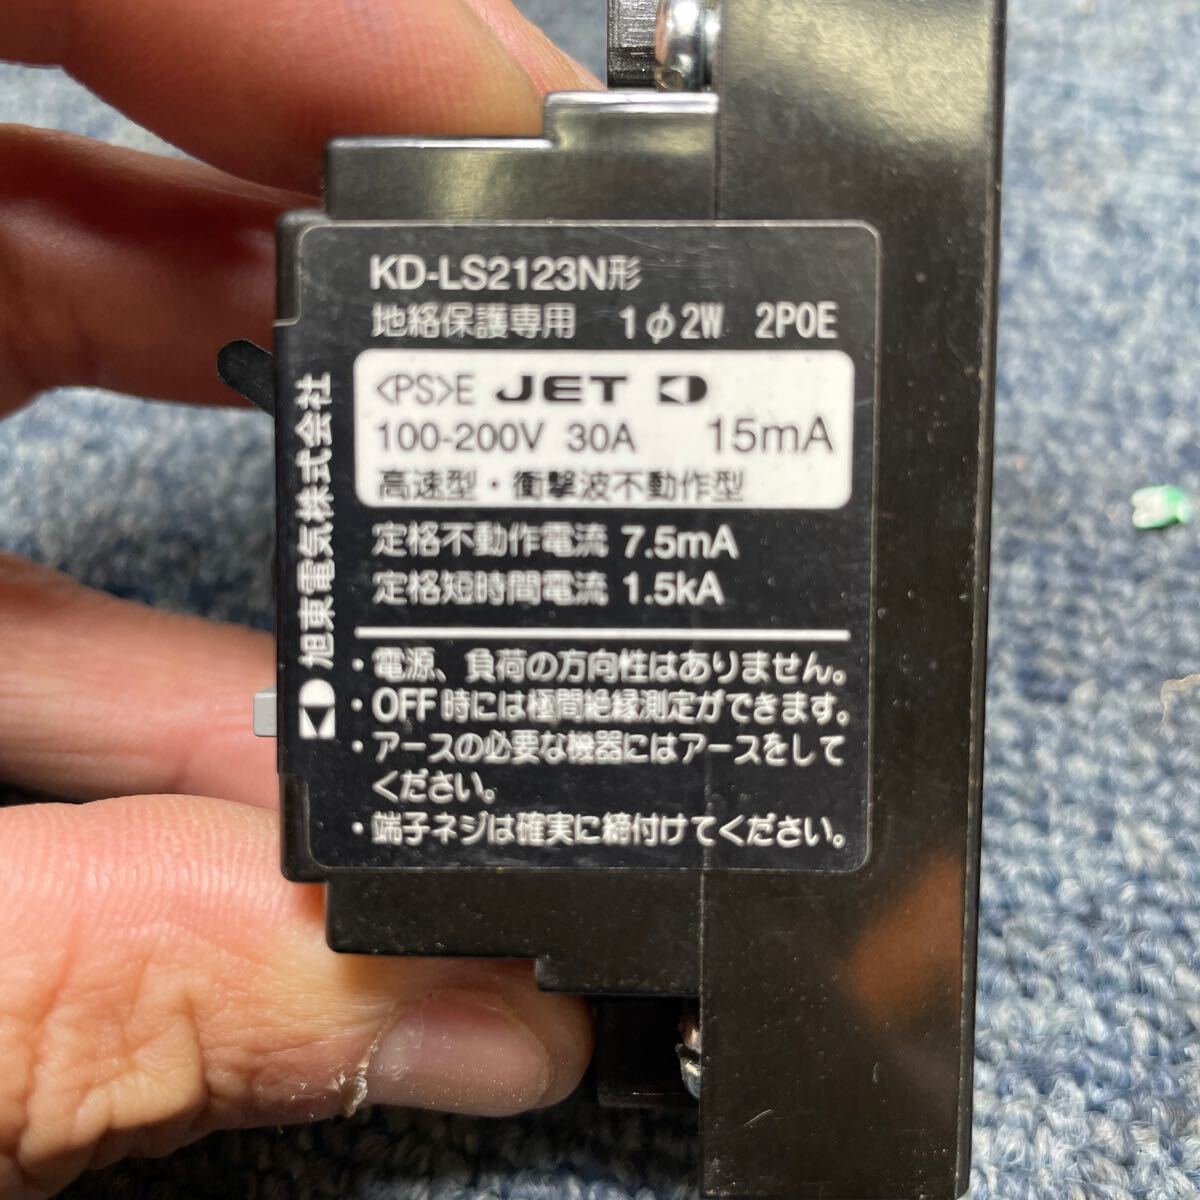 KD-LS2123N形
地絡保護専用 1φ2W 2P0E
<PS>E JET
100-200V 30A 15mA
高速型・衝撃波不動作型
定格不動作電流 7.5mA
定格短時間電流 1.5kA
・電源、負荷の方向性はありません。
・OFF時には極間絶縁測定ができます。
・アースの必要な機器にはアースをして
ください。
・端子ネジは確実に締付けてください。
旭東電気株式会社